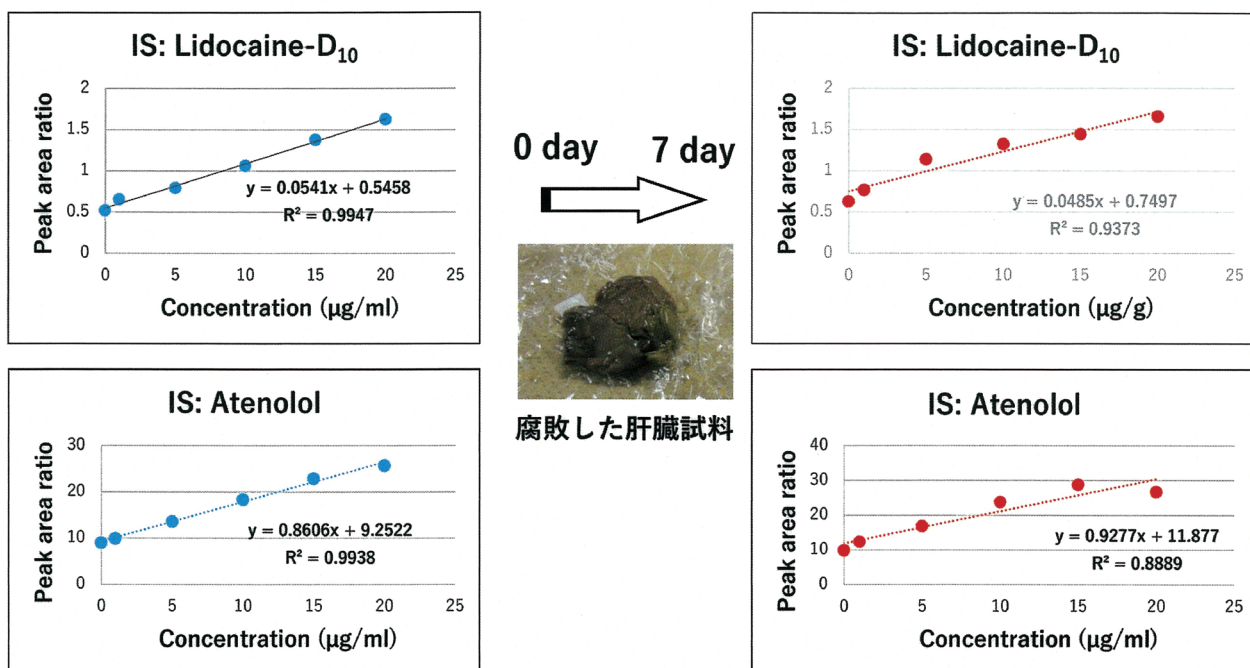 IS: Lidocaine-D₁₀
Peak area ratio
2
1.5
1
0.5
0
y = 0.0541x + 0.5458
R² = 0.9947
0 5 10 15 20 25
Concentration (µg/ml)
0 day 7 day
腐敗した肝臓試料
IS: Lidocaine-D₁₀
Peak area ratio
2
1.5
1
0.5
0
y = 0.0485x + 0.7497
R² = 0.9373
0 5 10 15 20 25
Concentration (µg/g)
IS: Atenolol
Peak area ratio
30
20
10
0
y = 0.8606x + 9.2522
R² = 0.9938
0 5 10 15 20 25
Concentration (µg/ml)
IS: Atenolol
Peak area ratio
40
30
20
10
0
y = 0.9277x + 11.877
R² = 0.8889
0 5 10 15 20 25
Concentration (µg/ml)